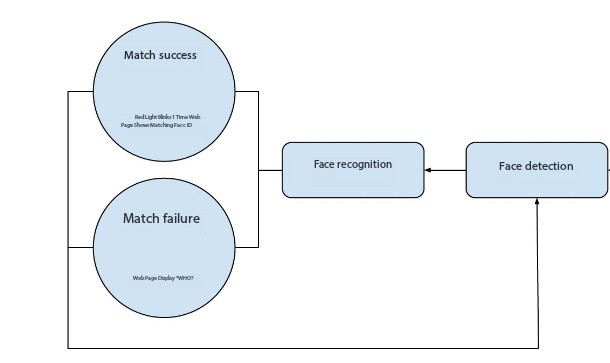 Match success
Red Light Blinks 1 Time Web
Page Shows Matching Face ID
Match failure
Web Page Display "WHO?
Face recognition
Face detection